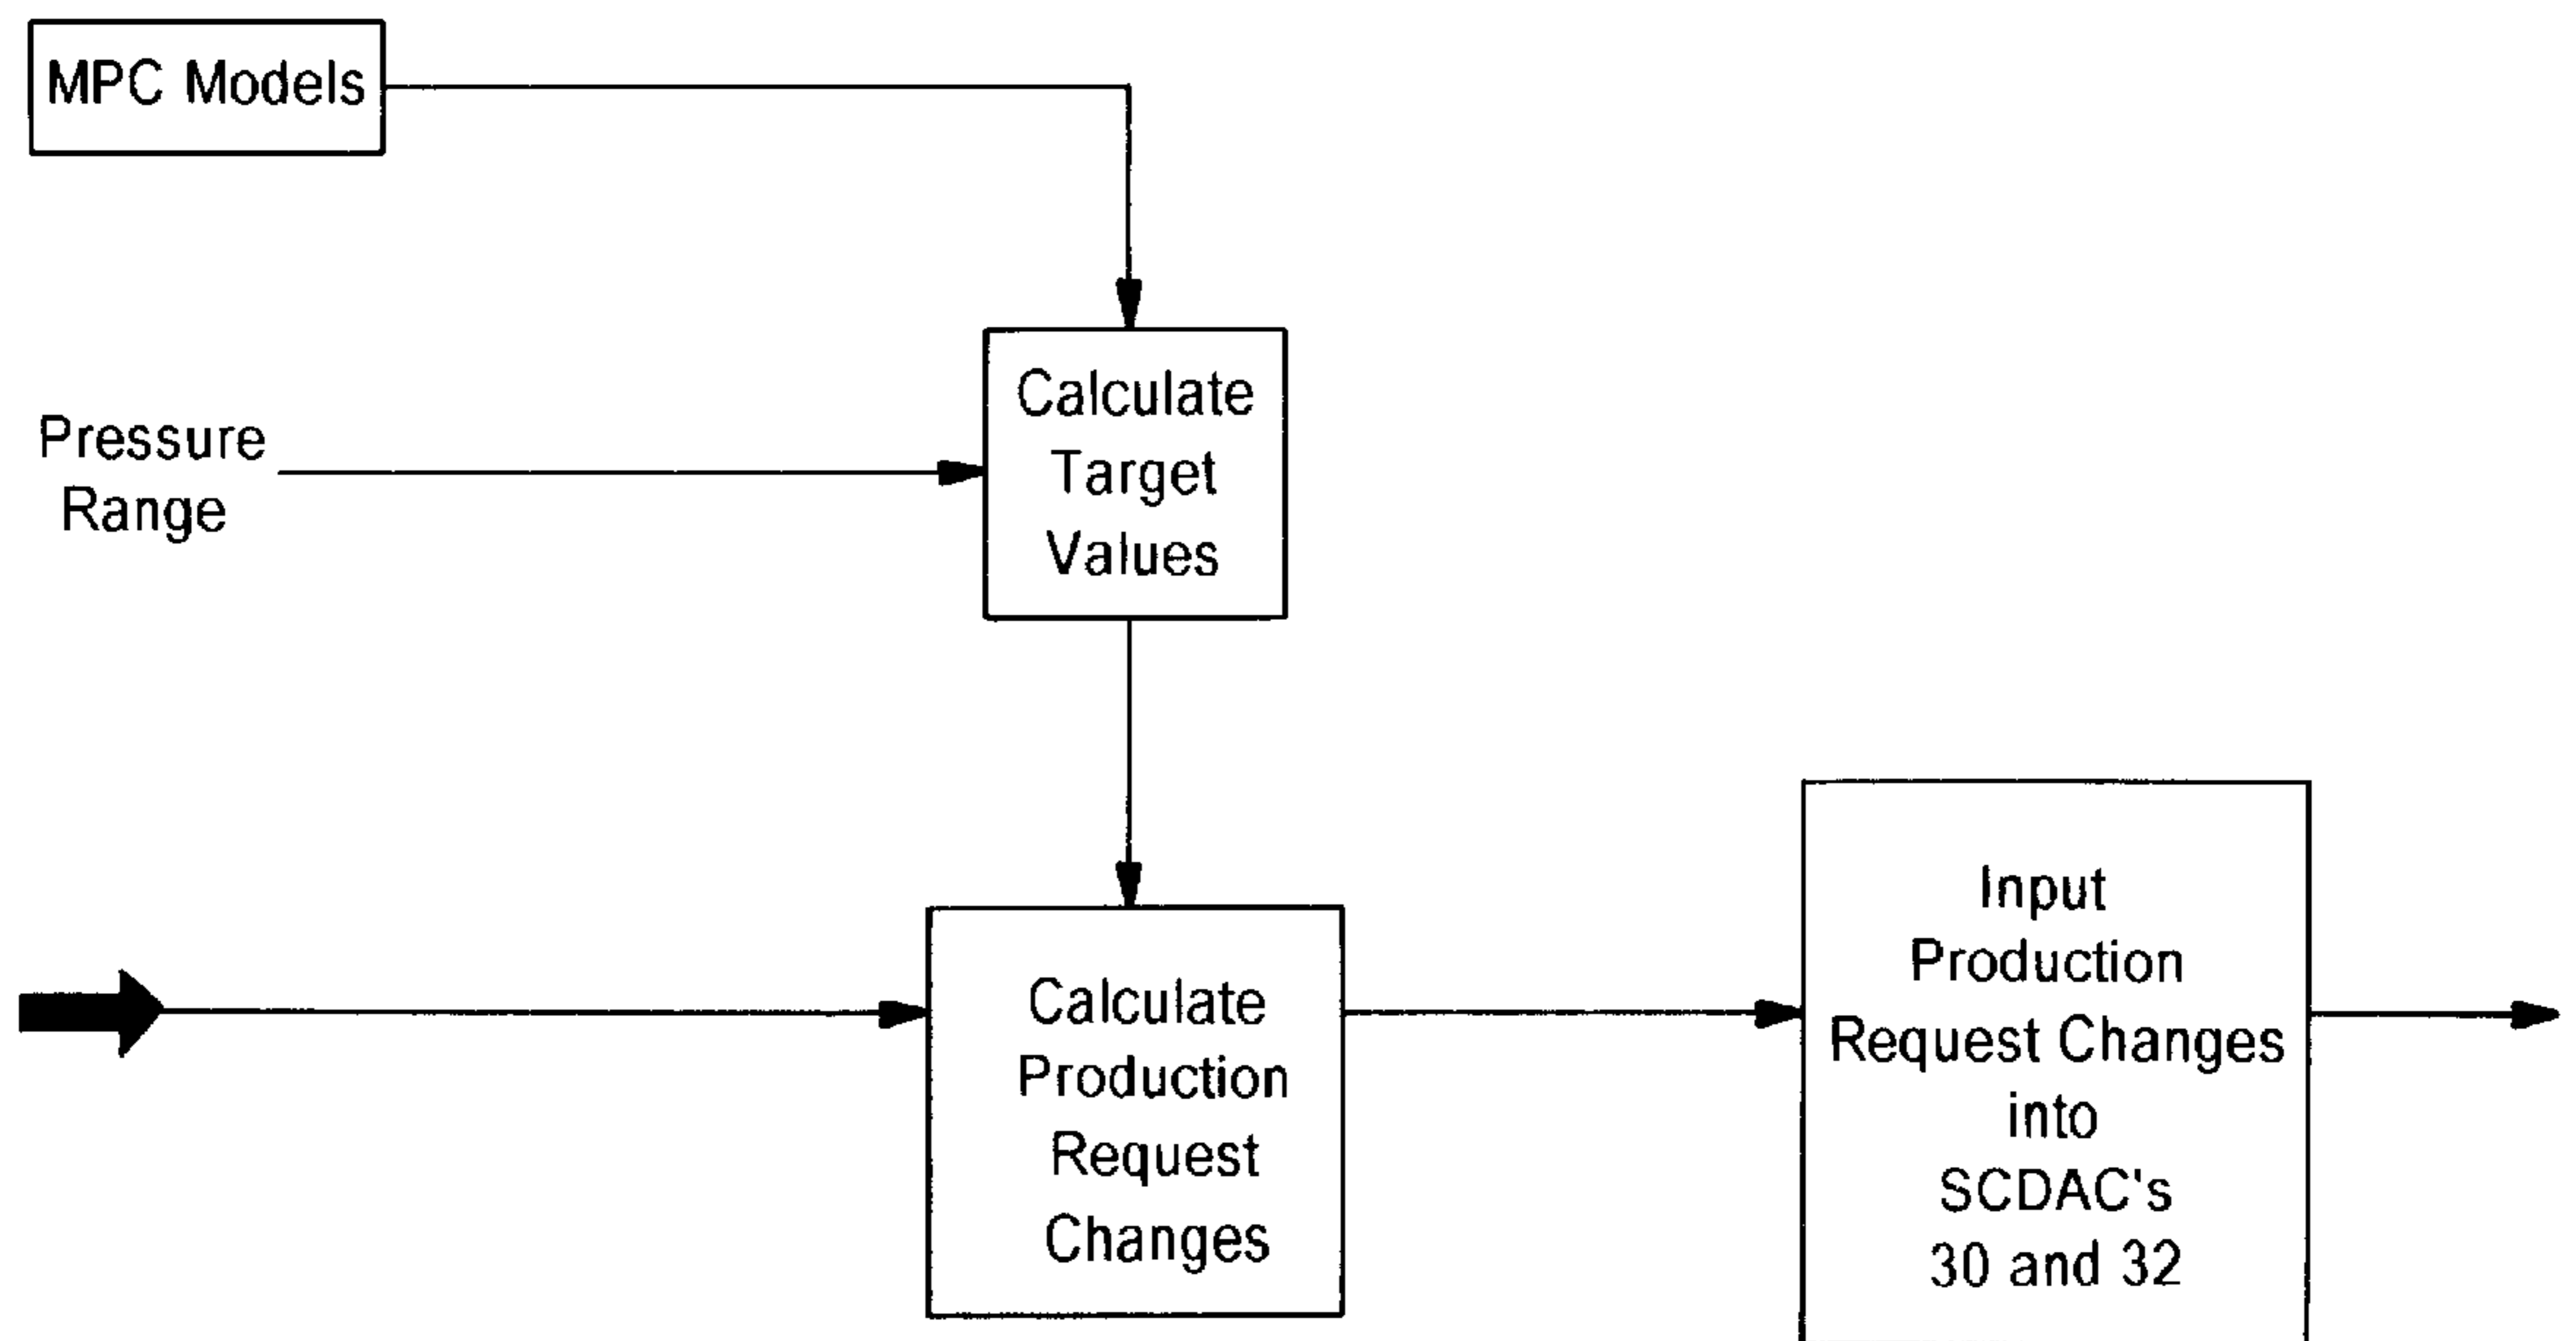 MPC Models
Calculate
Target
Values
Pressure
Range
Calculate
Production
Request
Changes
Input
Production
Request Changes
into
SCDAC's
30 and 32